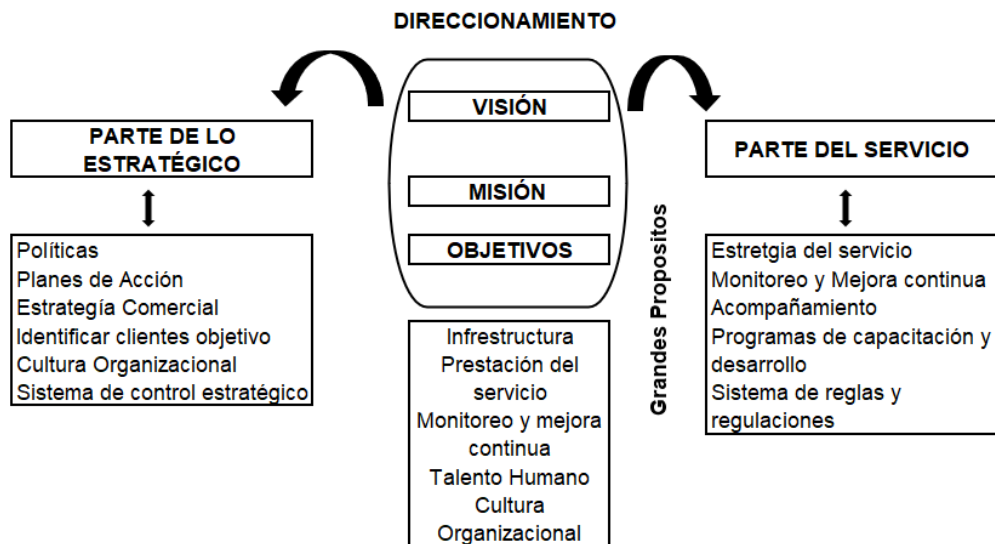 DIRECCIONAMIENTO
VISIÓN
MISIÓN
OBJETIVOS
PARTE DE LO
ESTRATÉGICO
Políticas
Planes de Acción
Estrategía Comercial
Identificar clientes objetivo
Cultura Organizacional
Sistema de control estratégico
Infrestructura
Prestación del
servicio
Monitoreo y mejora
continua
Talento Humano
Cultura
Organizacional
Grandes Propositos
PARTE DEL SERVICIO
Estretgia del servicio
Monitoreo y Mejora continua
Acompañamiento
Programas de capacitación y
desarrollo
Sistema de reglas y
regulaciones